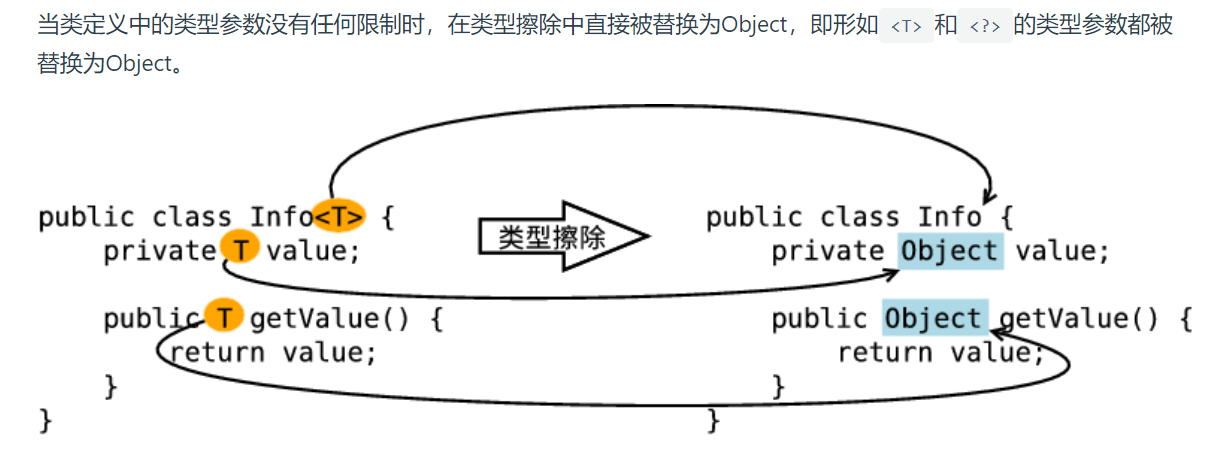 当类定义中的类型参数没有任何限制时，在类型擦除中直接被替换为Object，即形如 <T> 和 <?> 的类型参数都被
替换为Object。
public class Info<T> {
    private T value;
    public T getValue() {
        return value;
    }
}
类型擦除
public class Info {
    private Object value;
    public Object getValue() {
        return value;
    }
}